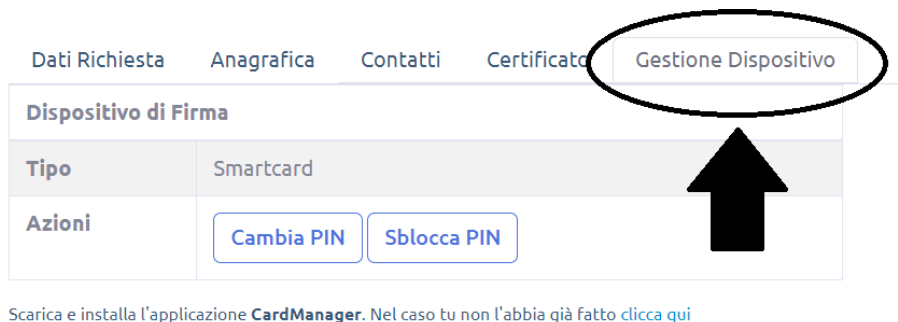 Dati Richiesta Anagrafica Contatti Certificato Gestione Dispositivo
Dispositivo di Firma
Tipo Smartcard
Azioni Cambia PIN Sblocca PIN
Scarica e installa l'applicazione CardManager. Nel caso tu non l'abbia già fatto clicca qui